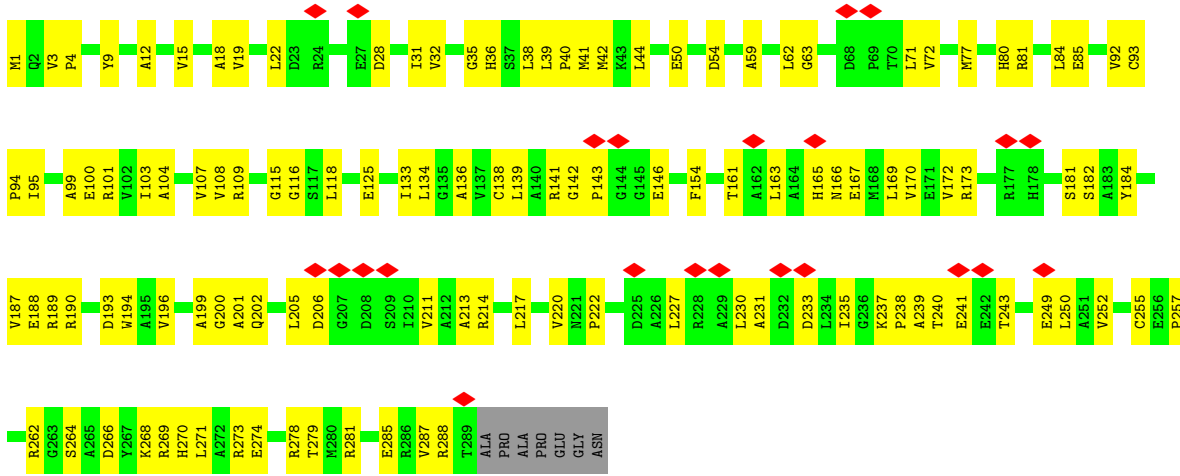 M1 Q2 V3 P4 Y9 A12 V15 A18 V19 L22 D23 R24 E27 D28 I31 V32 G35 H36 S37 L38 L39 P40 M41 M42 K43 L44 E50 D54 A59 L62 G63 D68 P69 T70 L71 V72 M77 H80 R81 L84 E85 V92 C93
P94 I95 A99 E100 R101 V102 I103 A104 V107 V108 R109 G115 G116 S117 L118 E125 I133 L134 G135 A136 V137 C138 L139 A140 R141 G142 P143 G144 G145 E146 F154 T161 A162 L163 A164 H165 N166 E167 M168 L169 V170 E171 V172 R173 R177 H178 S181 S182 A183 Y184
V187 E188 R189 R190 D193 W194 A195 V196 A199 G200 A201 Q202 L205 D206 G207 D208 S209 I210 V211 A212 A213 R214 L217 V220 N221 P222 D225 A226 L227 R228 A229 L230 A231 D232 D233 L234 I235 G236 K237 P238 A239 T240 E241 E242 T243 E249 L250 A251 V252 C255 E256 P257
R262 G263 S264 A265 D266 Y267 K268 R269 H270 L271 A272 R273 E274 R278 T279 M280 R281 E285 R286 V287 R288 T289 ALA PRO ALA PRO GLU GLY ASN